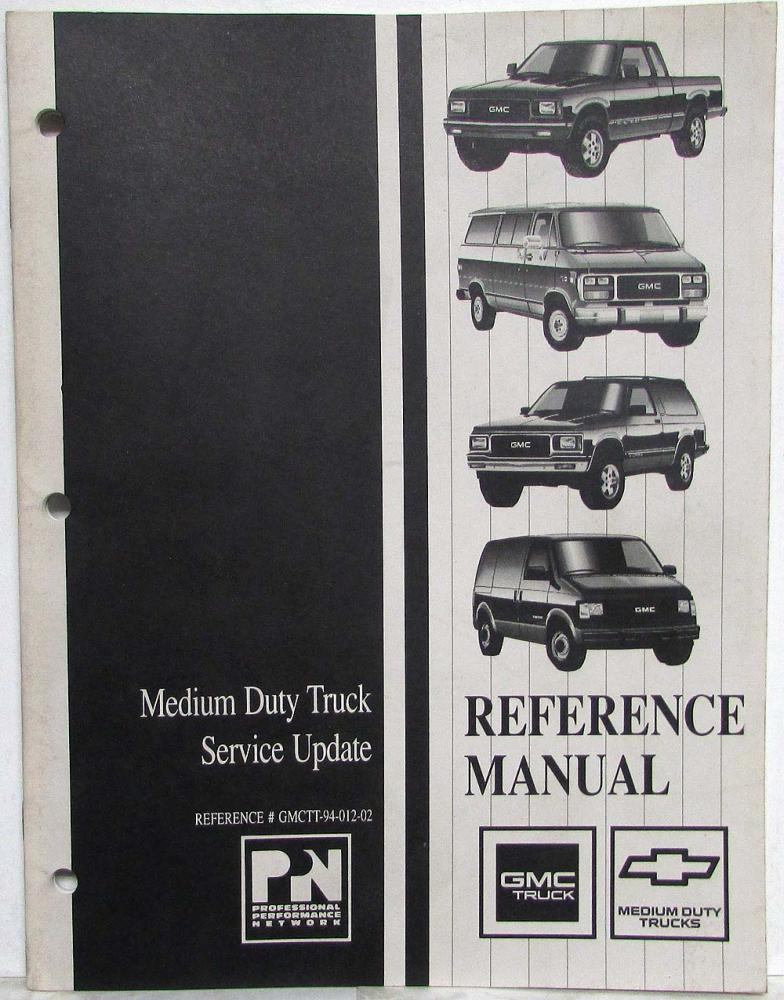 GMC
GMC
GMC
GMC
Medium Duty Truck
Service Update
REFERENCE # GMCTT-94-012-02
PPN
PROFESSIONAL
PERFORMANCE
NETWORK
REFERENCE
MANUAL
GMC
TRUCK
MEDIUM DUTY
TRUCKS